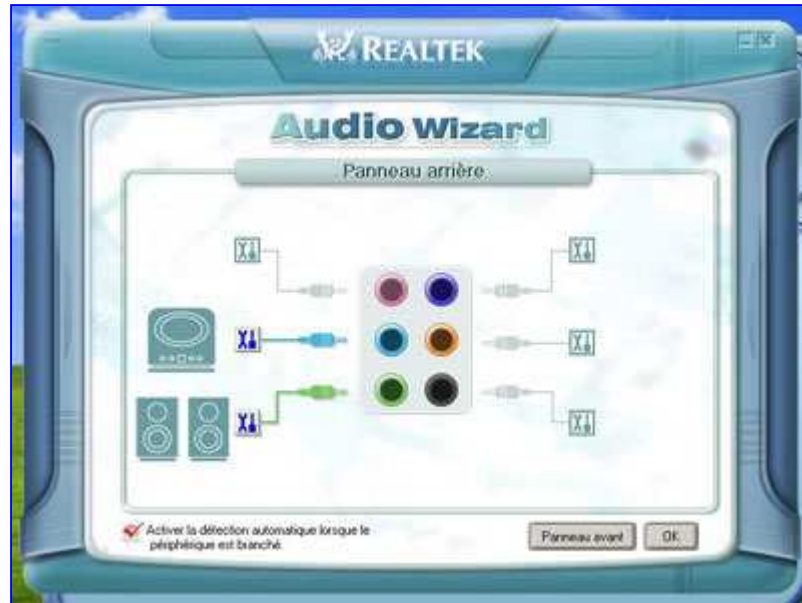 REALTEK
Audio Wizard
Panneau arrière
Activer la détection automatique lorsque le
périphérique est branché
Panneau avant
OK